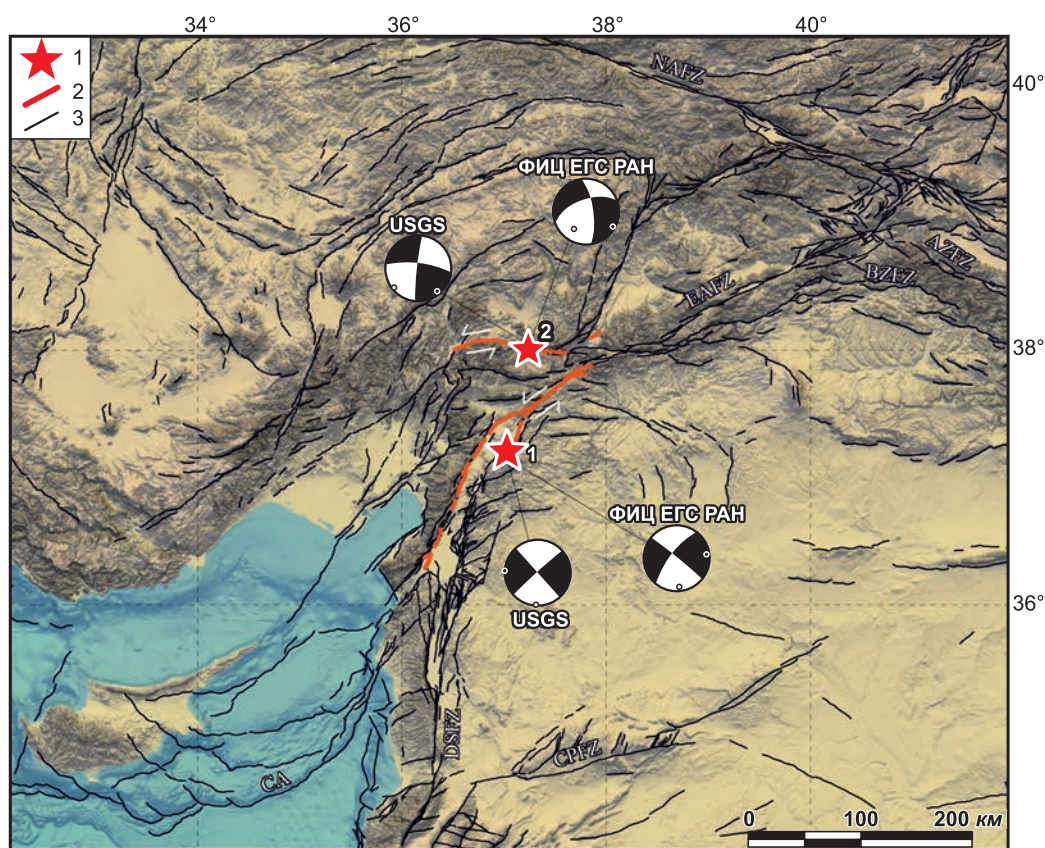 34°
36°
38°
40°
1
2
3
NAFZ
40°
ФИЦ ЕГС РАН
USGS
AZFZ
BZFZ
EAFZ
2
38°
1
ФИЦ ЕГС РАН
USGS
36°
DSFZ
CPFZ
CA
0 100 200 км